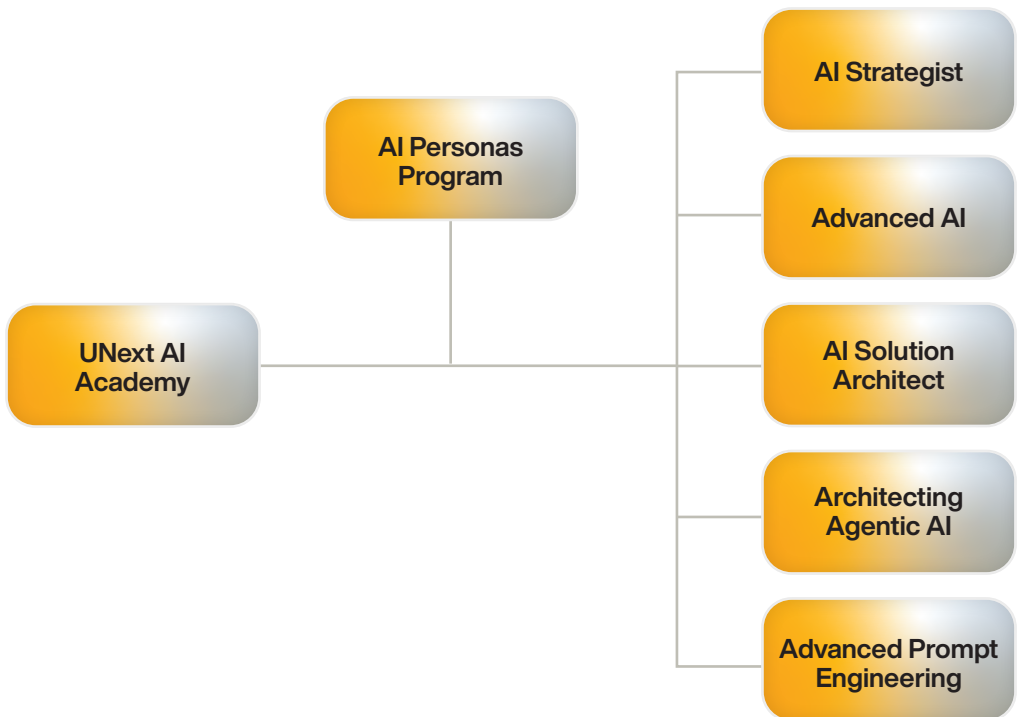 AI Strategist
AI Personas
Program
Advanced AI
UNext AI
Academy
AI Solution
Architect
Architecting
Agentic AI
Advanced Prompt
Engineering